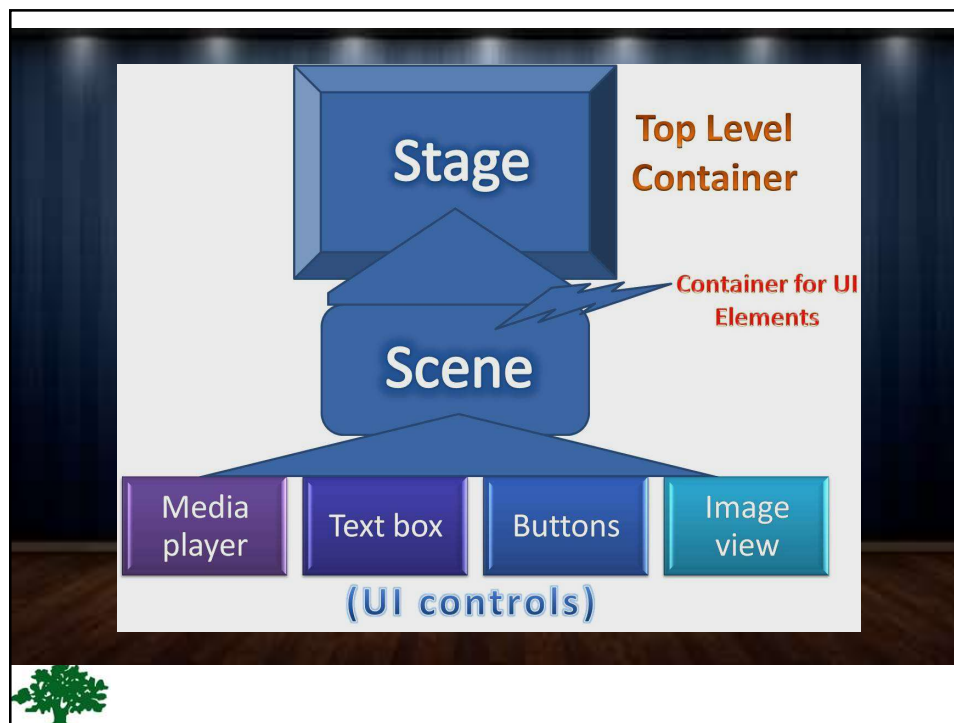 Stage
Top Level
Container
Container for UI
Elements
Scene
Media
player
Text box
Buttons
Image
view
(UI controls)